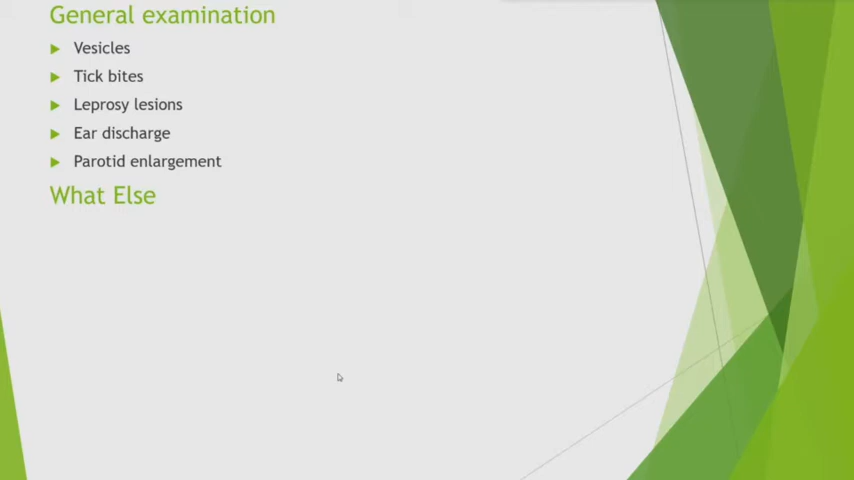 General examination
Vesicles
Tick bites
Leprosy lesions
Ear discharge
Parotid enlargement
What Else